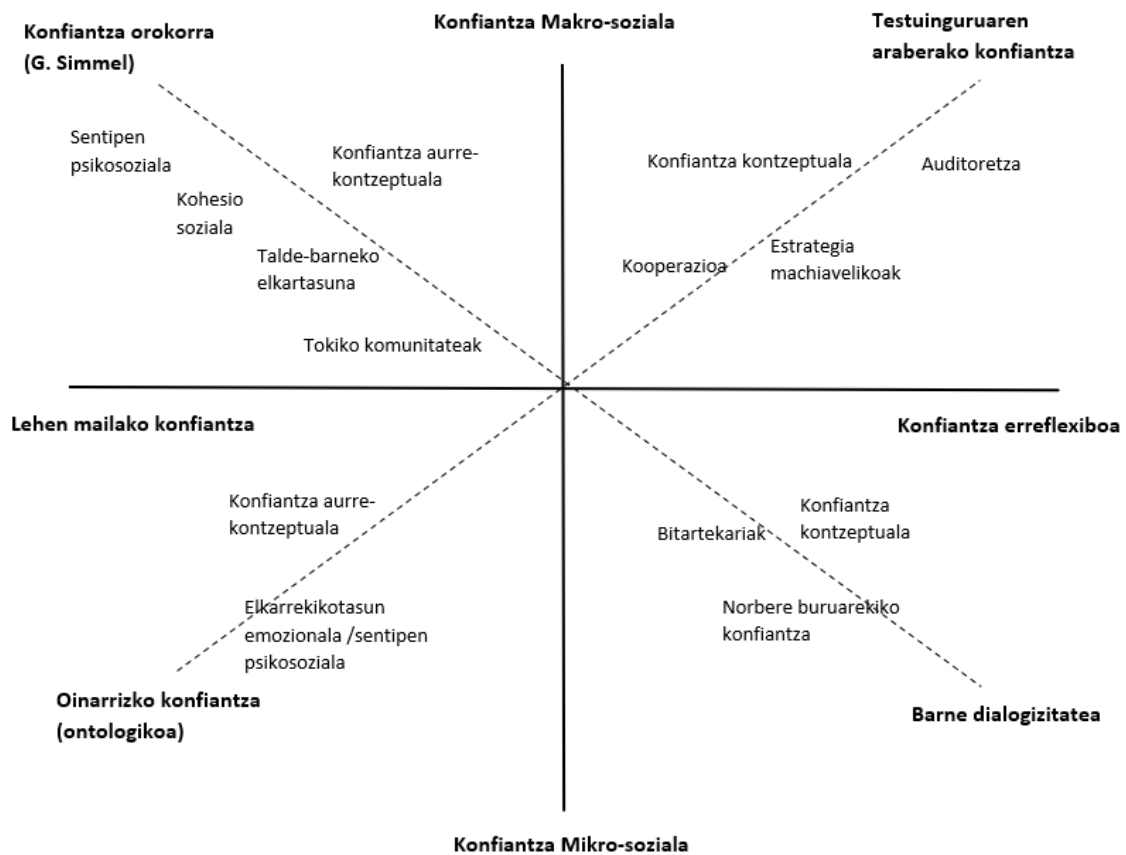 Konfiantza Makro-soziala
Konfiantza orokorra
(G. Simmel)
Testuinguruaren
araberako konfiantza
Sentipen
psikosoziala
Konfiantza aurre-
kontzeptuala
Kohesio
soziala
Talde-barneko
elkartasuna
Tokiko komunitateak
Konfiantza kontzeptuala
Auditoretza
Kooperazioa
Estrategia
machiavelikoak
Lehen mailako konfiantza
Konfiantza erreflexiboa
Konfiantza aurre-
kontzeptuala
Elkarrekikotasun
emozionala /sentipen
psikosoziala
Oinarrizko konfiantza
(ontologikoa)
Bitartekariak
Konfiantza
kontzeptuala
Norbere buruarekiko
konfiantza
Barne dialogizitatea
Konfiantza Mikro-soziala